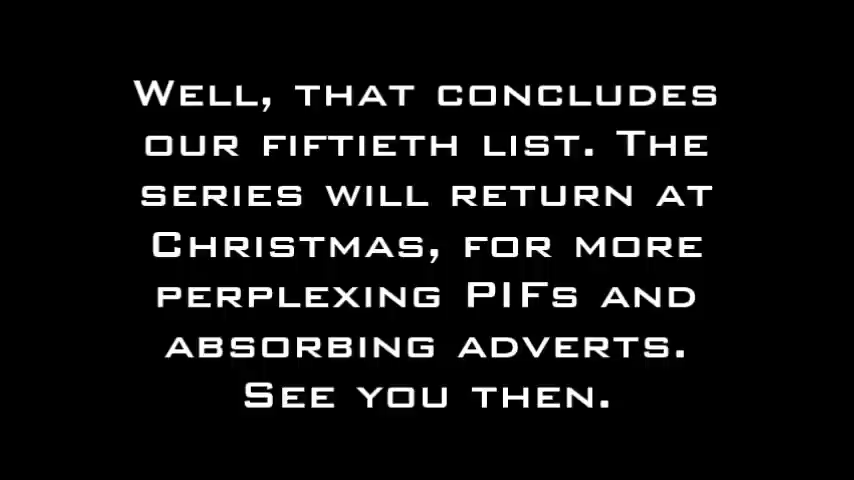 Well, that concludes
our fiftieth list. The
series will return at
Christmas, for more
perplexing PIFs and
absorbing adverts.
See you then.